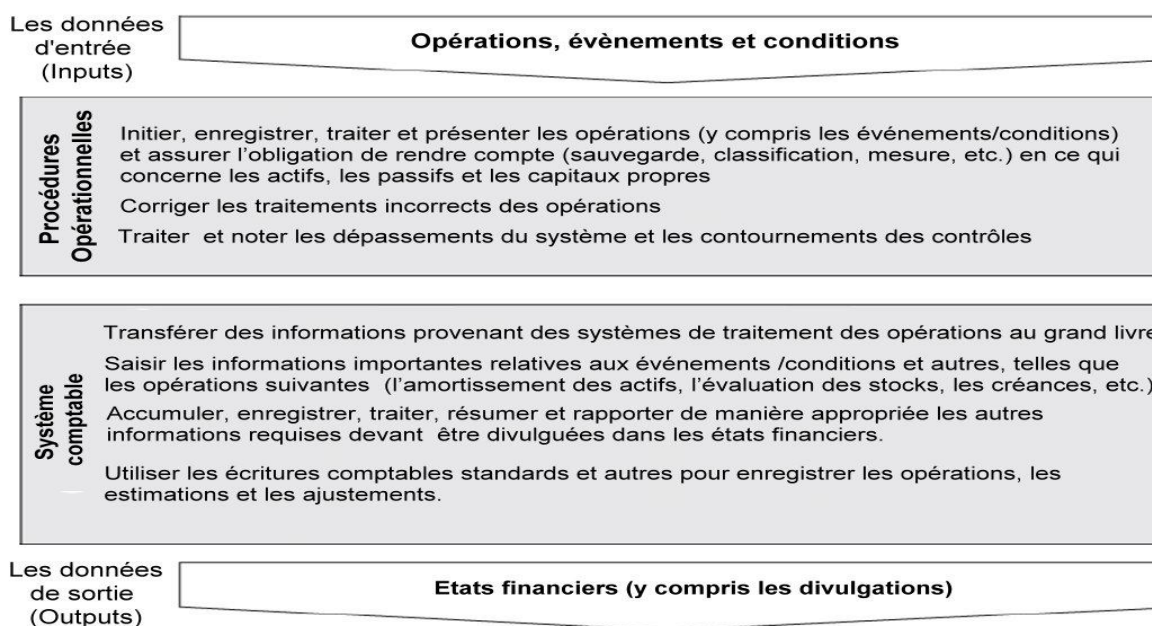 Les données
d'entrée
(Inputs)
Opérations, évènements et conditions
Procédures
Opérationnelles
Initier, enregistrer, traiter et présenter les opérations (y compris les événements/conditions)
et assurer l’obligation de rendre compte (sauvegarde, classification, mesure, etc.) en ce qui
concerne les actifs, les passifs et les capitaux propres
Corriger les traitements incorrects des opérations
Traiter et noter les dépassements du système et les contournements des contrôles
Système
comptable
Transférer des informations provenant des systèmes de traitement des opérations au grand livre
Saisir les informations importantes relatives aux événements /conditions et autres, telles que
les opérations suivantes (l’amortissement des actifs, l’évaluation des stocks, les créances, etc.)
Accumuler, enregistrer, traiter, résumer et rapporter de manière appropriée les autres
informations requises devant être divulguées dans les états financiers.
Utiliser les écritures comptables standards et autres pour enregistrer les opérations, les
estimations et les ajustements.
Les données
de sortie
(Outputs)
Etats financiers (y compris les divulgations)